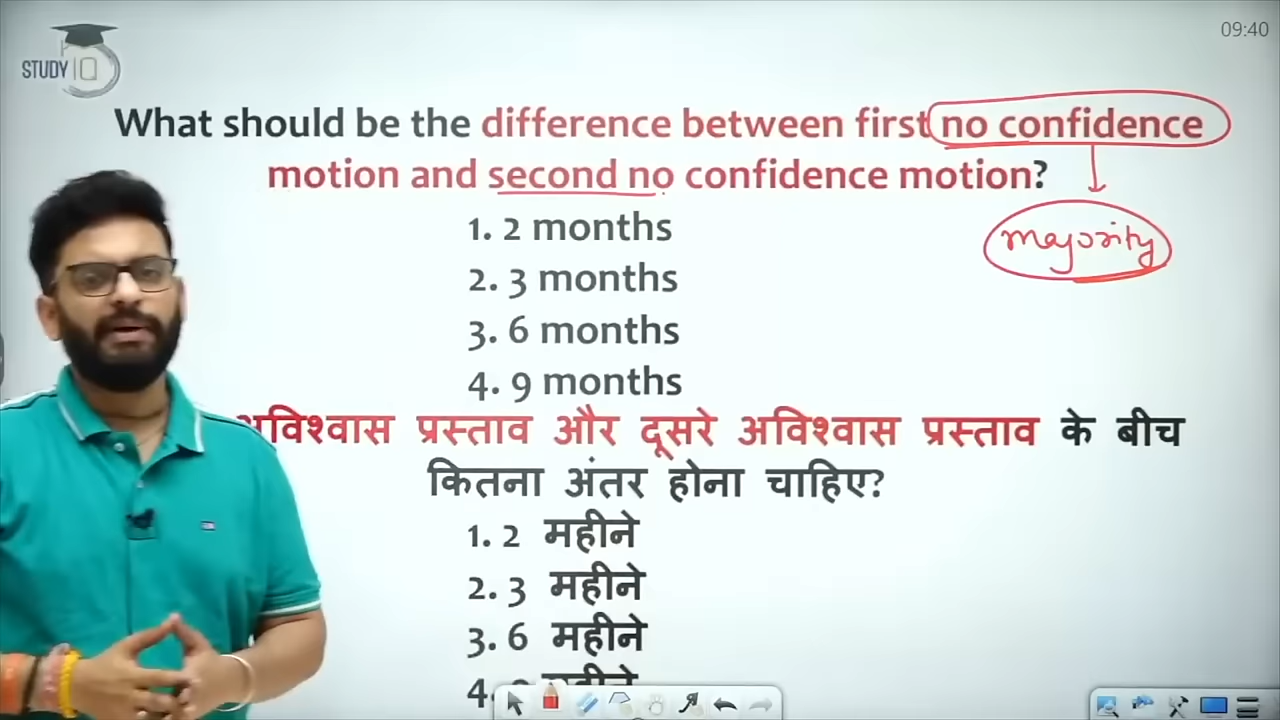 STUDY IQ
09:40
What should be the difference between first no confidence
motion and second no confidence motion?
majority
1. 2 months
2. 3 months
3. 6 months
4. 9 months
अविश्वास प्रस्ताव और दूसरे अविश्वास प्रस्ताव के बीच
कितना अंतर होना चाहिए?
1. 2 महीने
2. 3 महीने
3. 6 महीने
4.